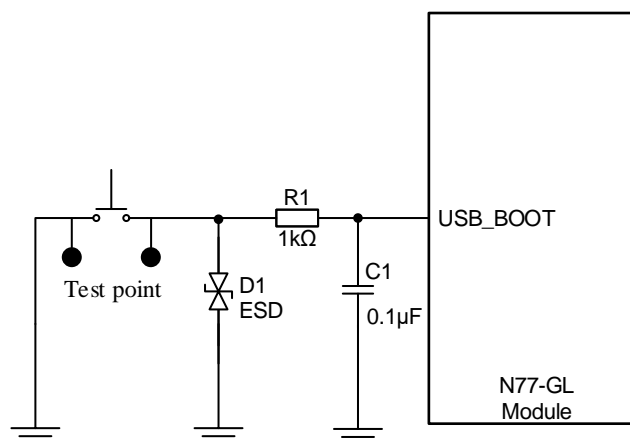 R1
1kΩ
USB_BOOT
Test point
D1
ESD
C1
0.1µF
N77-GL
Module